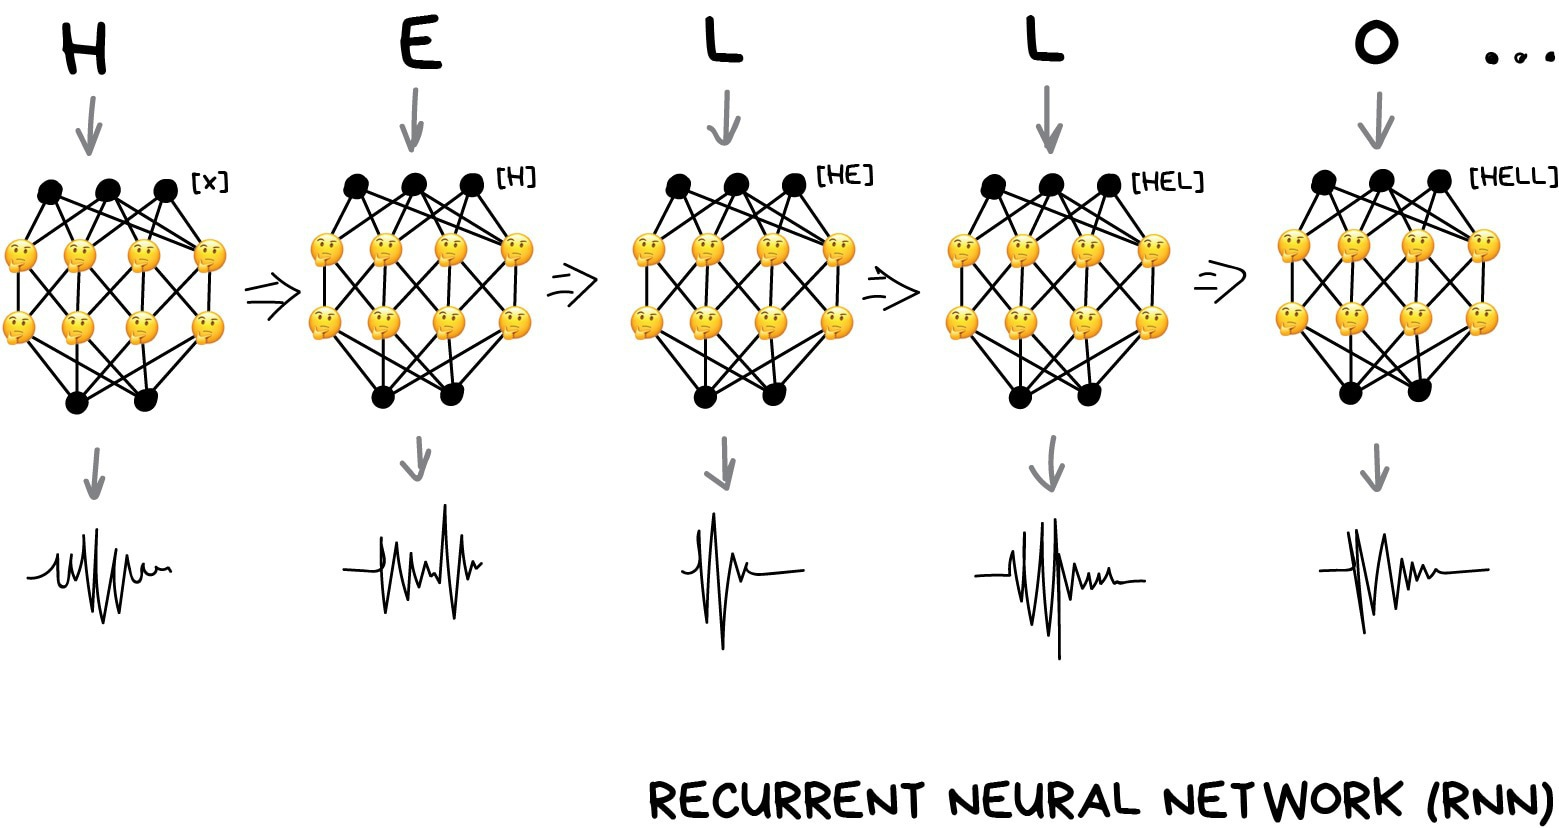 H E L L O ...
[X] [H] [HE] [HEL] [HELL]
RECURRENT NEURAL NETWORK (RNN)